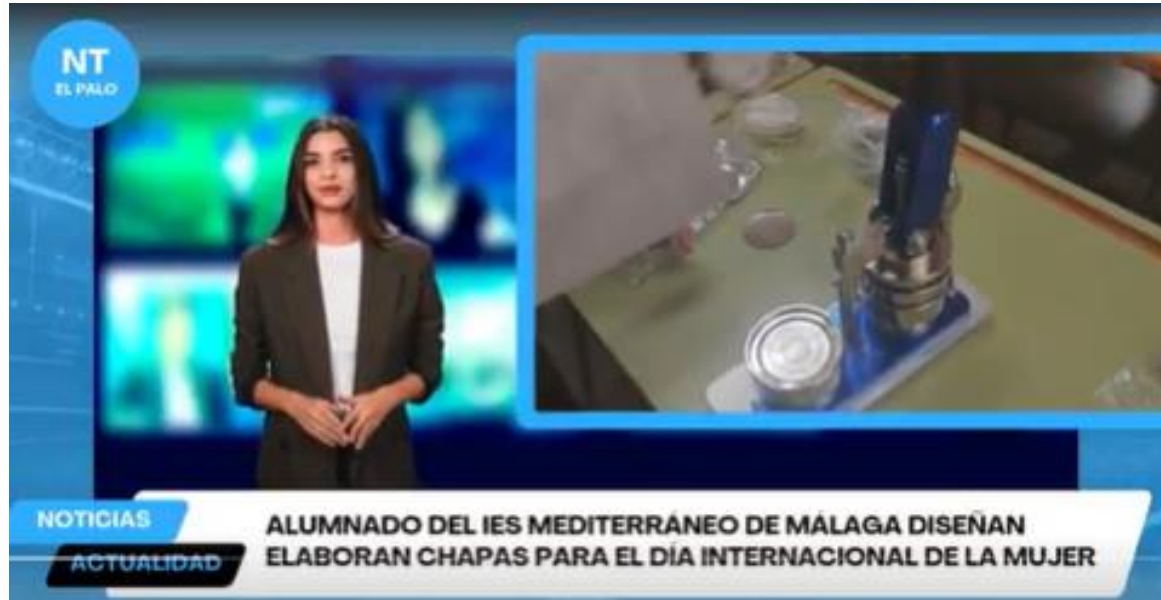 NT
EL PALO
NOTICIAS
ACTUALIDAD
ALUMNADO DEL IES MEDITERRÁNEO DE MÁLAGA DISEÑAN
ELABORAN CHAPAS PARA EL DÍA INTERNACIONAL DE LA MUJER